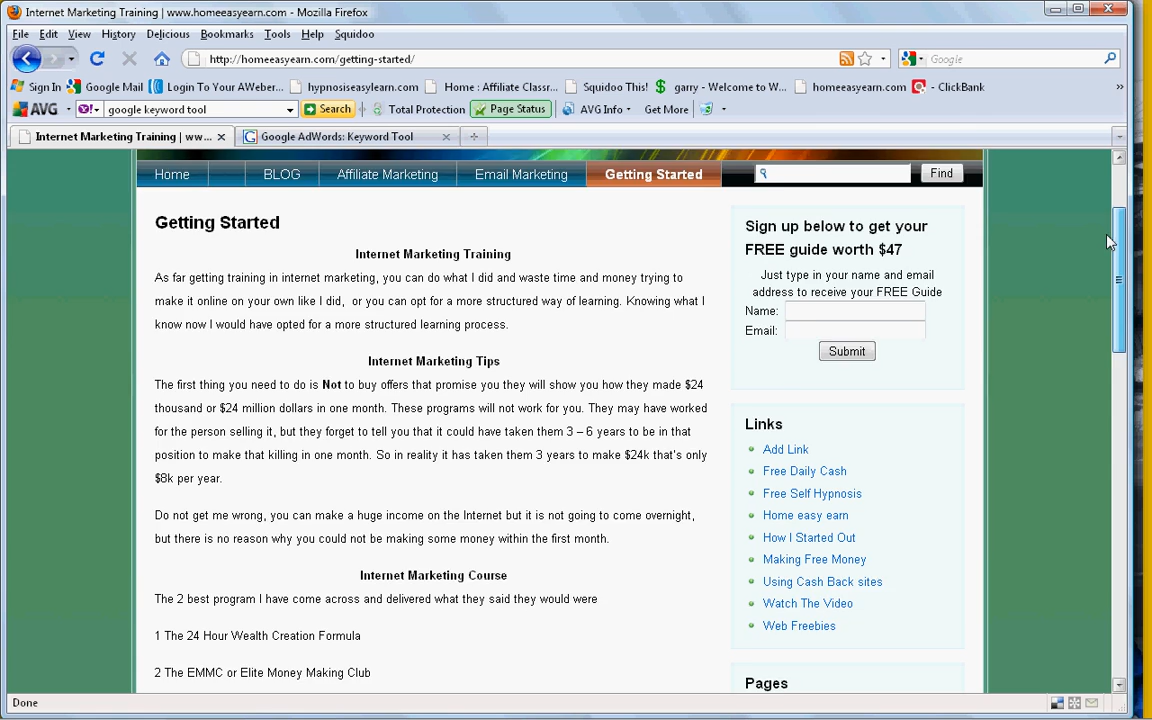 Internet Marketing Training | www.homeeasyearn.com - Mozilla Firefox
File Edit View History Delicious Bookmarks Tools Help Squidoo
http://homeeasyearn.com/getting-started/
Google
Sign In Google Mail Login To Your AWeber... hypnosiseasylearn.com Home : Affiliate Classr... Squidoo This! garry - Welcome to W... homeeasyearn.com - ClickBank »
AVG google keyword tool Search Total Protection Page Status AVG Info Get More
Internet Marketing Training | ww... Google AdWords: Keyword Tool
Home BLOG Affiliate Marketing Email Marketing Getting Started Find
Getting Started
Internet Marketing Training
As far getting training in internet marketing, you can do what I did and waste time and money trying to
make it online on your own like I did, or you can opt for a more structured way of learning. Knowing what I
know now I would have opted for a more structured learning process.
Internet Marketing Tips
The first thing you need to do is Not to buy offers that promise you they will show you how they made $24
thousand or $24 million dollars in one month. These programs will not work for you. They may have worked
for the person selling it, but they forget to tell you that it could have taken them 3 – 6 years to be in that
position to make that killing in one month. So in reality it has taken them 3 years to make $24k that's only
$8k per year.
Do not get me wrong, you can make a huge income on the Internet but it is not going to come overnight,
but there is no reason why you could not be making some money within the first month.
Internet Marketing Course
The 2 best program I have come across and delivered what they said they would were
1 The 24 Hour Wealth Creation Formula
2 The EMMC or Elite Money Making Club
Sign up below to get your
FREE guide worth $47
Just type in your name and email
address to receive your FREE Guide
Name:
Email:
Submit
Links
Add Link
Free Daily Cash
Free Self Hypnosis
Home easy earn
How I Started Out
Making Free Money
Using Cash Back sites
Watch The Video
Web Freebies
Pages
Done